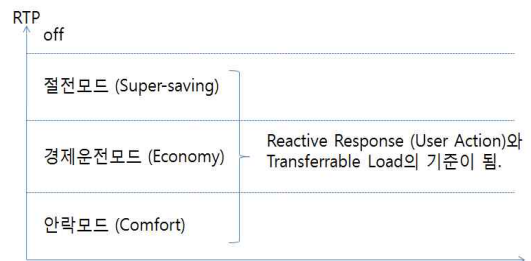 RTP
off
절전모드 (Super-saving)
경제운전모드 (Economy)
Reactive Response (User Action)와
Transferrable Load의 기준이 됨.
안락모드 (Comfort)